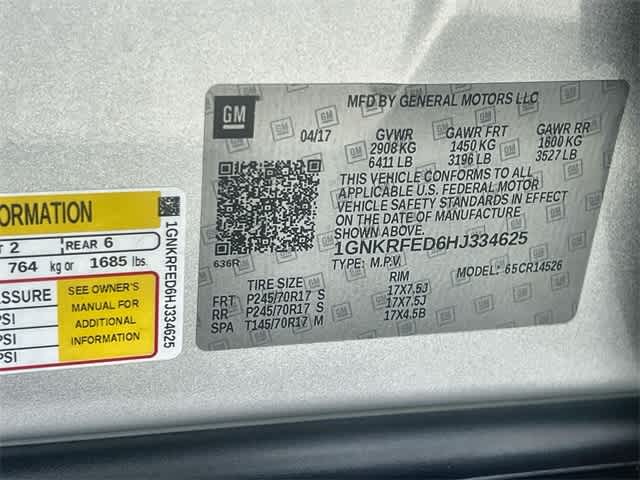 FORMATION
T 2 REAR 6
764 kg or 1685 lbs.
ESSURE
SEE OWNER'S
MANUAL FOR
ADDITIONAL
INFORMATION
PSI
PSI
PSI
1GNKRFED6HJ334625
GM
MFD BY GENERAL MOTORS LLC
04/17 GVWR GAWR FRT GAWR RR
2908 KG 1450 KG 1600 KG
6411 LB 3196 LB 3527 LB
THIS VEHICLE CONFORMS TO ALL
APPLICABLE U.S. FEDERAL MOTOR
VEHICLE SAFETY STANDARDS IN EFFECT
ON THE DATE OF MANUFACTURE
SHOWN ABOVE.
1GNKRFED6HJ334625
636R
TYPE: M.P.V. MODEL: 65CR14526
TIRE SIZE RIM
FRT P245/70R17 S 17X7.5J
RR P245/70R17 S 17X7.5J
SPA T145/70R17 M 17X4.5B